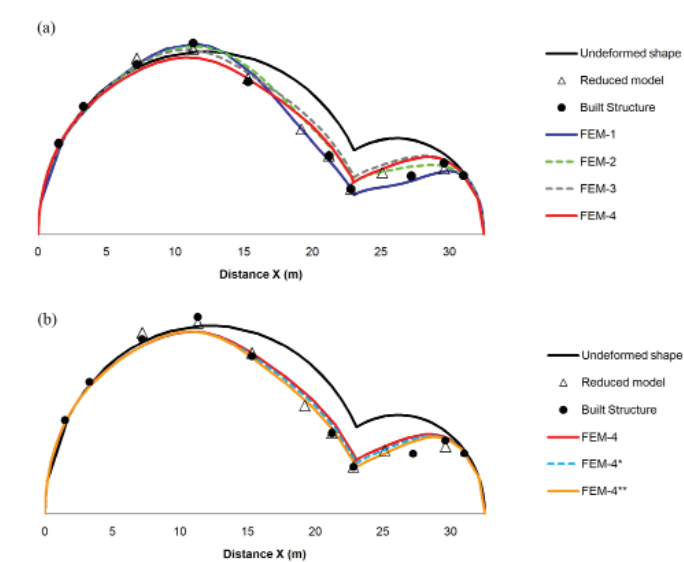 (a)
Undeformed shape
Reduced model
Built Structure
FEM-1
FEM-2
FEM-3
FEM-4
0 5 10 15 20 25 30
Distance X (m)
(b)
Undeformed shape
Reduced model
Built Structure
FEM-4
FEM-4*
FEM-4**
0 5 10 15 20 25 30
Distance X (m)